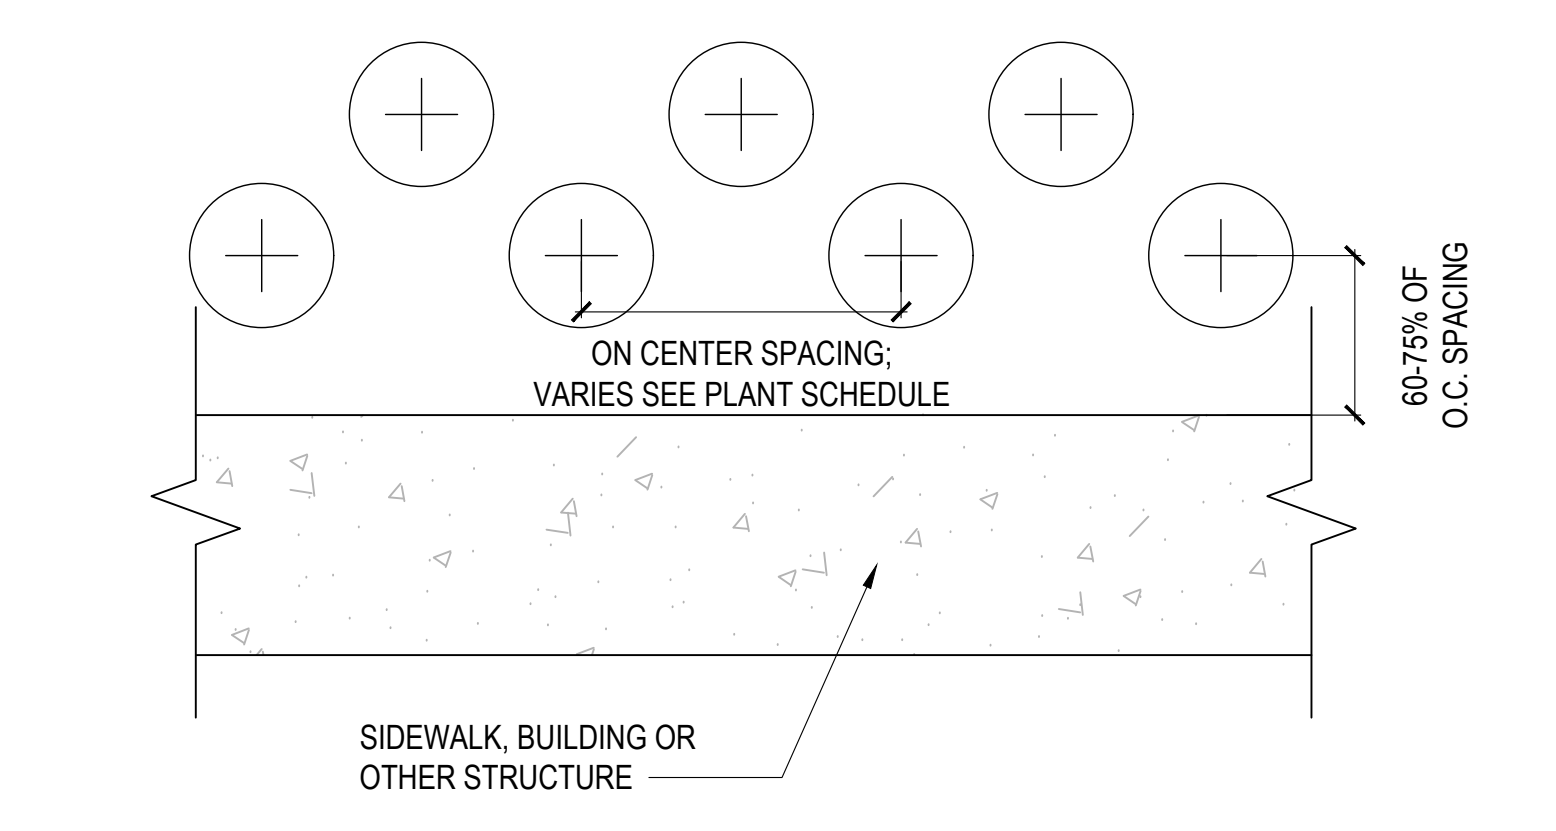 ON CENTER SPACING;
VARIES SEE PLANT SCHEDULE
60-75% OF
O.C. SPACING
SIDEWALK, BUILDING OR
OTHER STRUCTURE